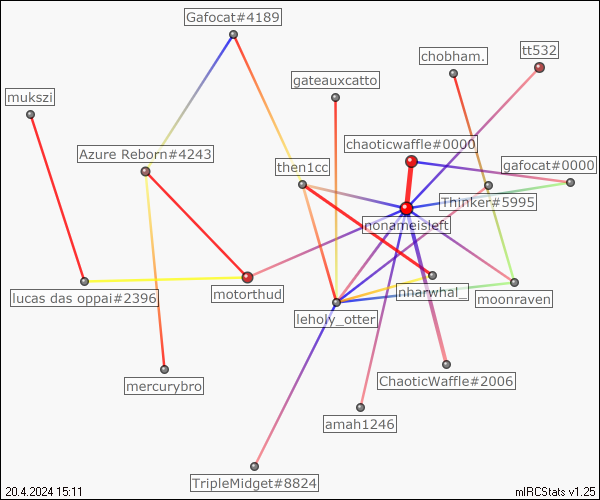 Gafocat#4189
tt532
chobham.
gateauxcatto
mukszi
chaoticwaffle#0000
Azure Reborn#4243
then1cc
gafocat#0000
Thinker#5995
nonameisleft
lucas das oppai#2396
motorthud
nharwhal_
moonraven
leholy_otter
mercurybro
ChaoticWaffle#2006
amah1246
TripleMidget#8824
20.4.2024 15:11
mIRCStats v1.25